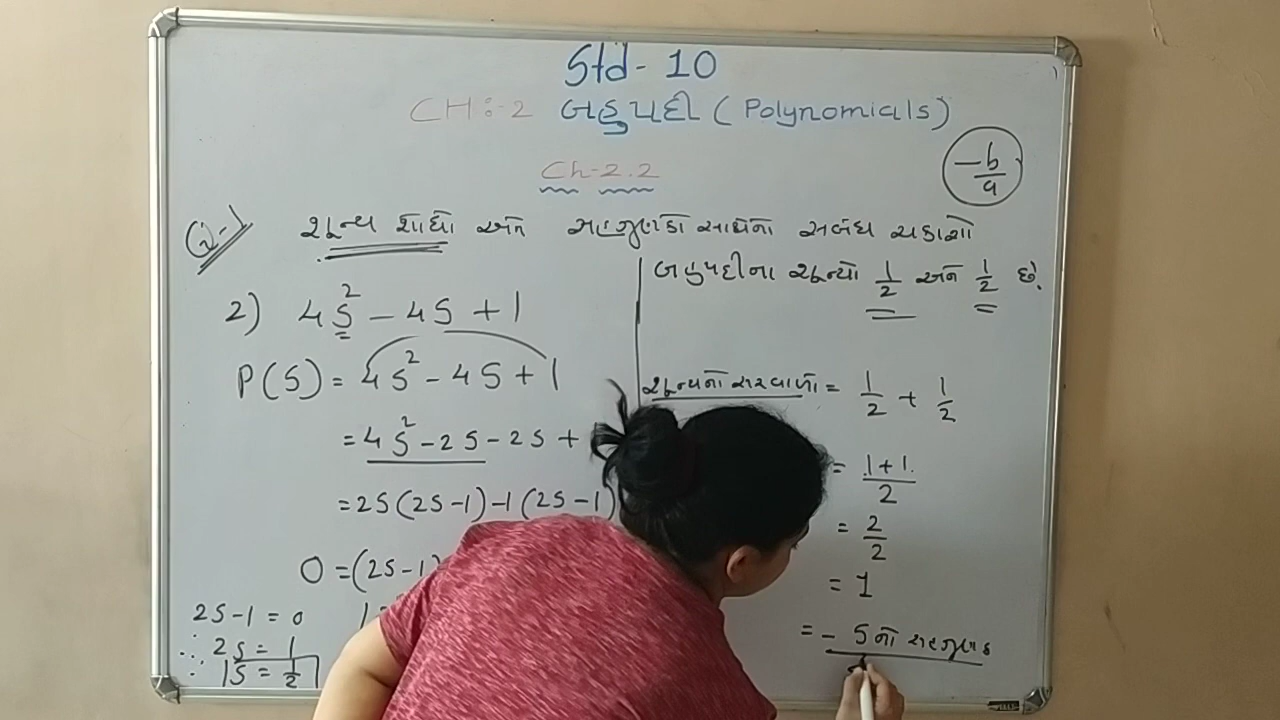 Std- 10
CH:-2 બહુપદી ( Polynomials )
Ch-2.2
-b/a
Q-1 શૂન્ય શોધો અને સહગુણકો સાથેનો સબંધ ચકાશો
2) 4S² - 4S + 1
P(S) = 4S² - 4S + 1
= 4S² - 2S - 2S +
= 2S(2S-1) -1 (2S-1)
0 = (2S-1)
2S-1 = 0
∴ 2S = 1
∴ S = 1/2
બહુપદીના શૂન્યો 1/2 અને 1/2 છે.
શૂન્યનો સરવાળો = 1/2 + 1/2
= 1+1/2
= 2/2
= 1
= - Sનો સહગુણક